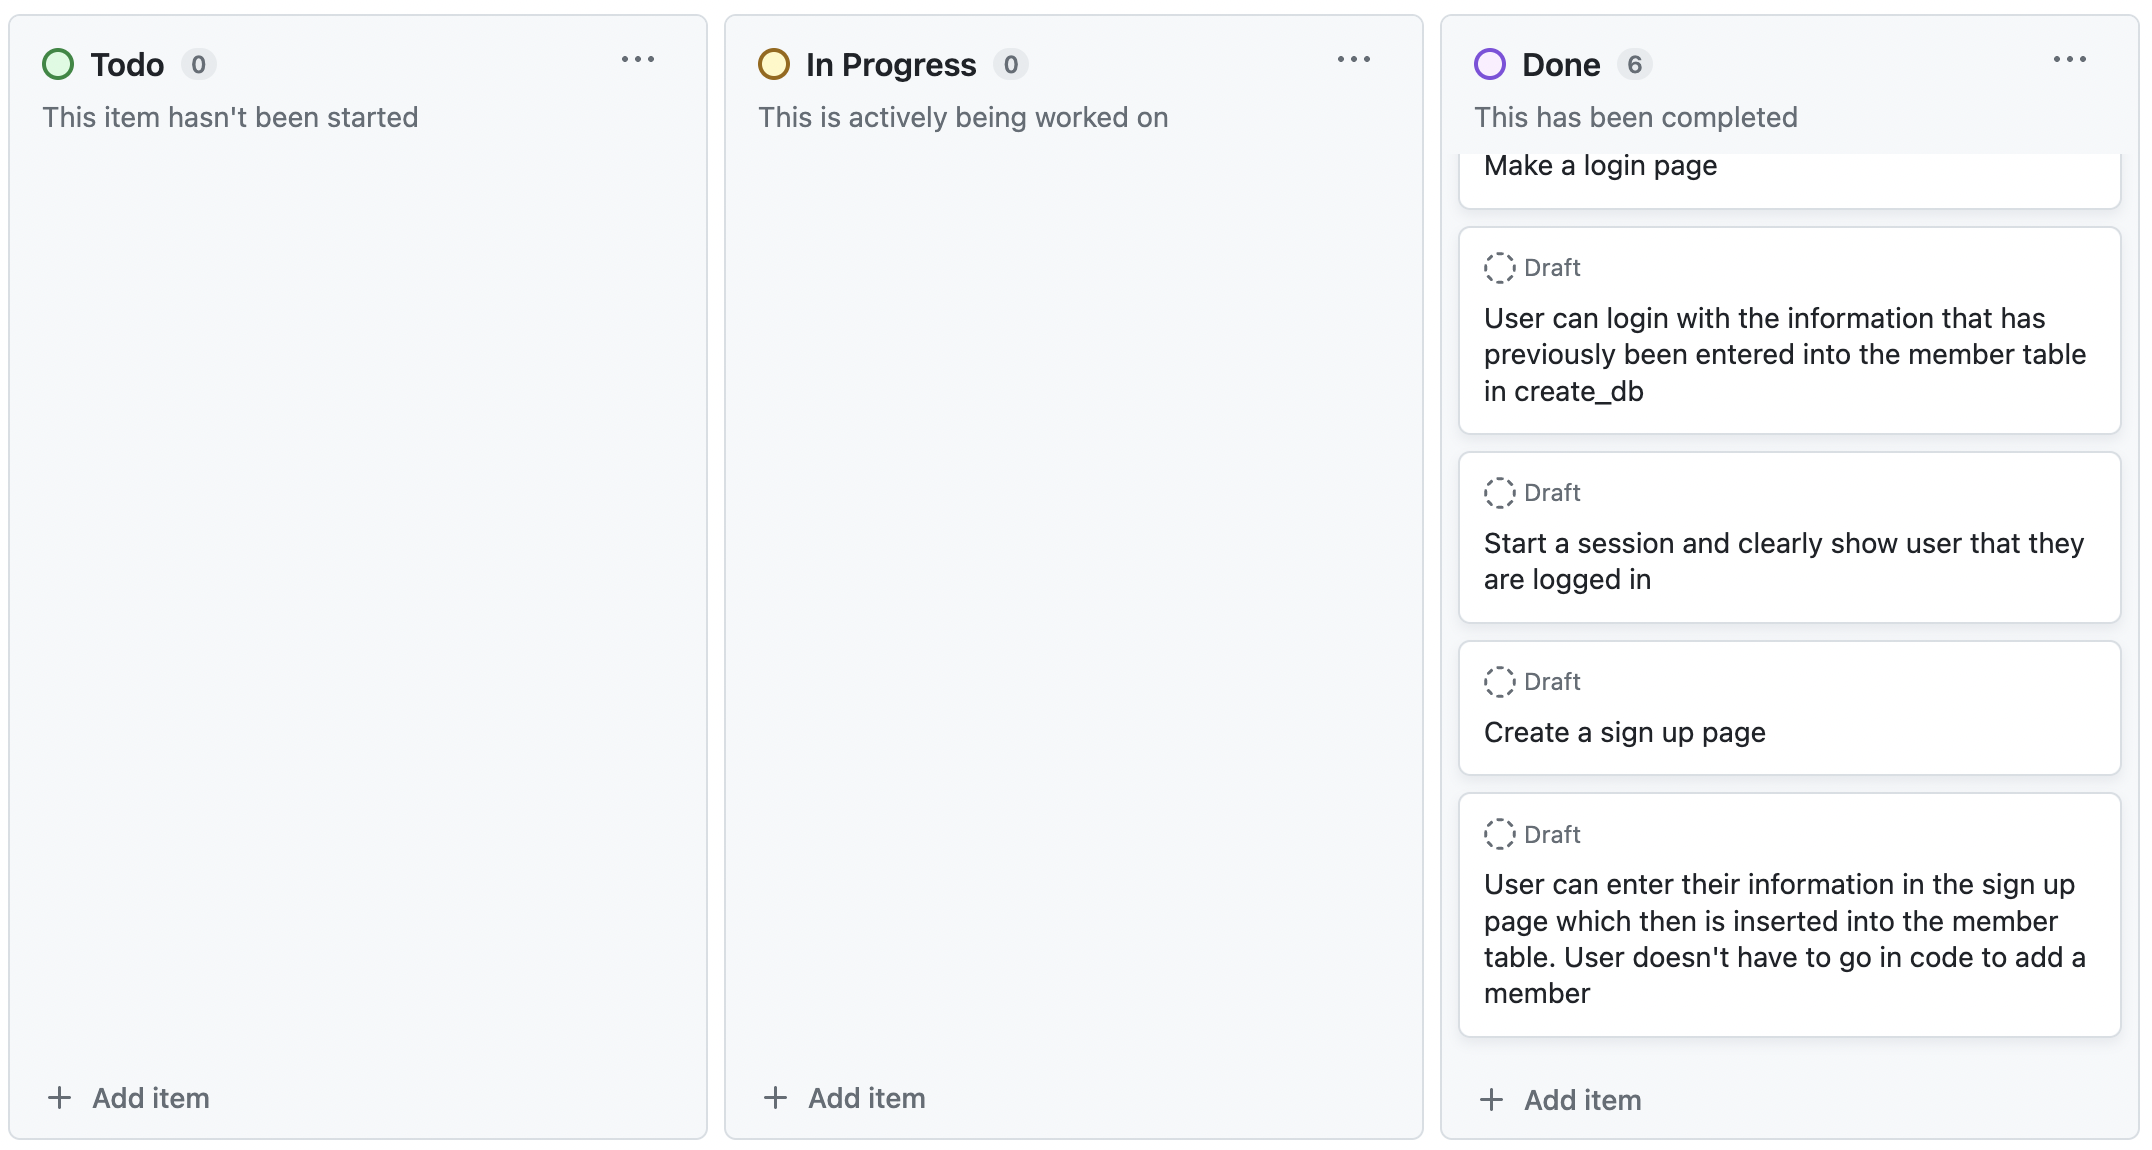 Todo 0
This item hasn't been started
Add item
In Progress 0
This is actively being worked on
Add item
Done 6
This has been completed
Make a login page
Draft
User can login with the information that has
previously been entered into the member table
in create_db
Draft
Start a session and clearly show user that they
are logged in
Draft
Create a sign up page
Draft
User can enter their information in the sign up
page which then is inserted into the member
table. User doesn't have to go in code to add a
member
Add item